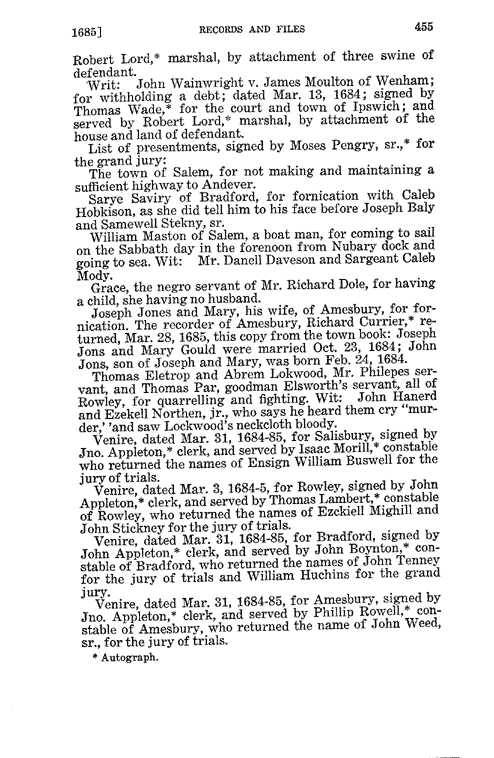 1685] RECORDS AND FILES 455
Robert Lord,* marshal, by attachment of three swine of
defendant.
Writ: John Wainwright v. James Moulton of Wenham;
for withholding a debt; dated Mar. 13, 1684; signed by
Thomas Wade,* for the court and town of Ipswich; and
served by Robert Lord,* marshal, by attachment of the
house and land of defendant.
List of presentments, signed by Moses Pengry, sr.,* for
the grand jury:
The town of Salem, for not making and maintaining a
sufficient highway to Andever.
Sarye Saviry of Bradford, for fornication with Caleb
Hobkison, as she did tell him to his face before Joseph Baly
and Samewell Stekny, sr.
William Maston of Salem, a boat man, for coming to sail
on the Sabbath day in the forenoon from Nubary dock and
going to sea. Wit: Mr. Danell Daveson and Sargeant Caleb
Mody.
Grace, the negro servant of Mr. Richard Dole, for having
a child, she having no husband.
Joseph Jones and Mary, his wife, of Amesbury, for for-
nication. The recorder of Amesbury, Richard Currier,* re-
turned, Mar. 28, 1685, this copy from the town book: Joseph
Jons and Mary Gould were married Oct. 23, 1684; John
Jons, son of Joseph and Mary, was born Feb. 24, 1684.
Thomas Eletrop and Abrem Lokwood, Mr. Philepes ser-
vant, and Thomas Par, goodman Elsworth's servant, all of
Rowley, for quarrelling and fighting. Wit: John Hanerd
and Ezekell Northen, jr., who says he heard them cry "mur-
der,' 'and saw Lockwood's neckcloth bloody.
Venire, dated Mar. 31, 1684-85, for Salisbury, signed by
Jno. Appleton,* clerk, and served by Isaac Morill,* constable
who returned the names of Ensign William Buswell for the
jury of trials.
Venire, dated Mar. 3, 1684-5, for Rowley, signed by John
Appleton,* clerk, and served by Thomas Lambert,* constable
of Rowley, who returned the names of Ezckiell Mighill and
John Stickney for the jury of trials.
Venire, dated Mar. 31, 1684-85, for Bradford, signed by
John Appleton,* clerk, and served by John Boynton,* con-
stable of Bradford, who returned the names of John Tenney
for the jury of trials and William Huchins for the grand
jury.
Venire, dated Mar. 31, 1684-85, for Amesbury, signed by
Jno. Appleton,* clerk, and served by Phillip Rowell,* con-
stable of Amesbury, who returned the name of John Weed,
sr., for the jury of trials.
* Autograph.